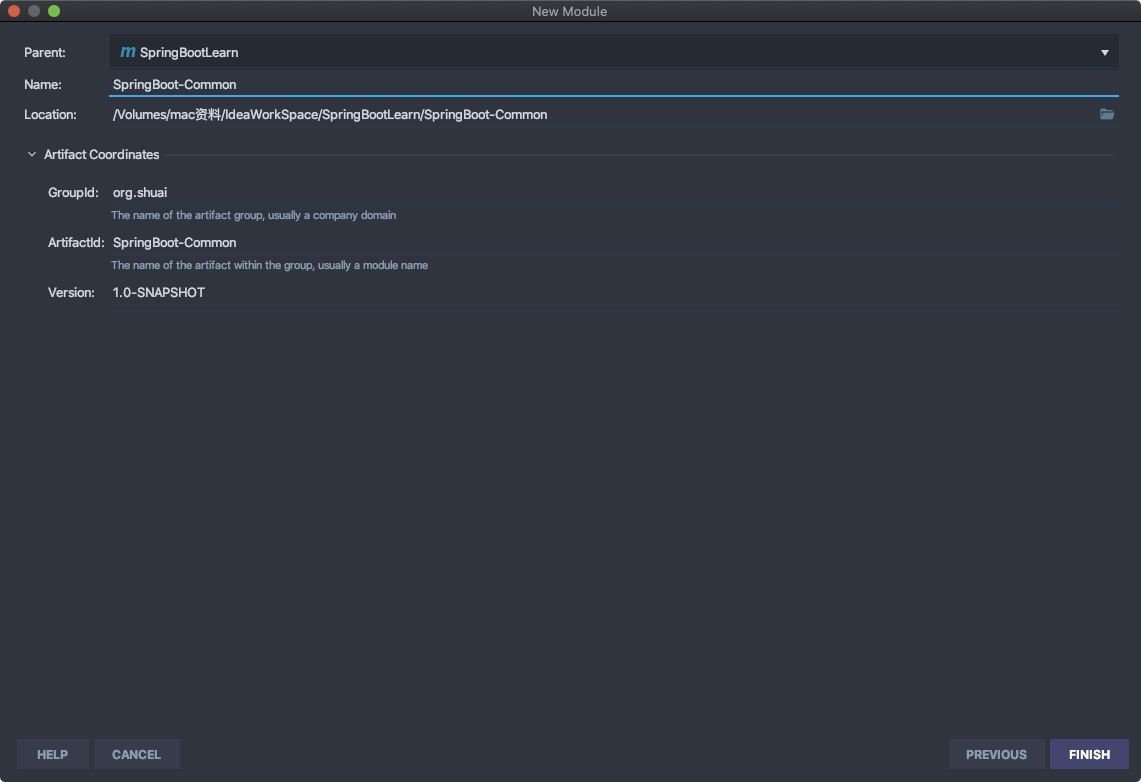 New Module
Parent: m SpringBootLearn
Name: SpringBoot-Common
Location: /Volumes/mac资料/IdeaWorkSpace/SpringBootLearn/SpringBoot-Common
Artifact Coordinates
GroupId: org.shuai
The name of the artifact group, usually a company domain
ArtifactId: SpringBoot-Common
The name of the artifact within the group, usually a module name
Version: 1.0-SNAPSHOT
HELP CANCEL PREVIOUS FINISH